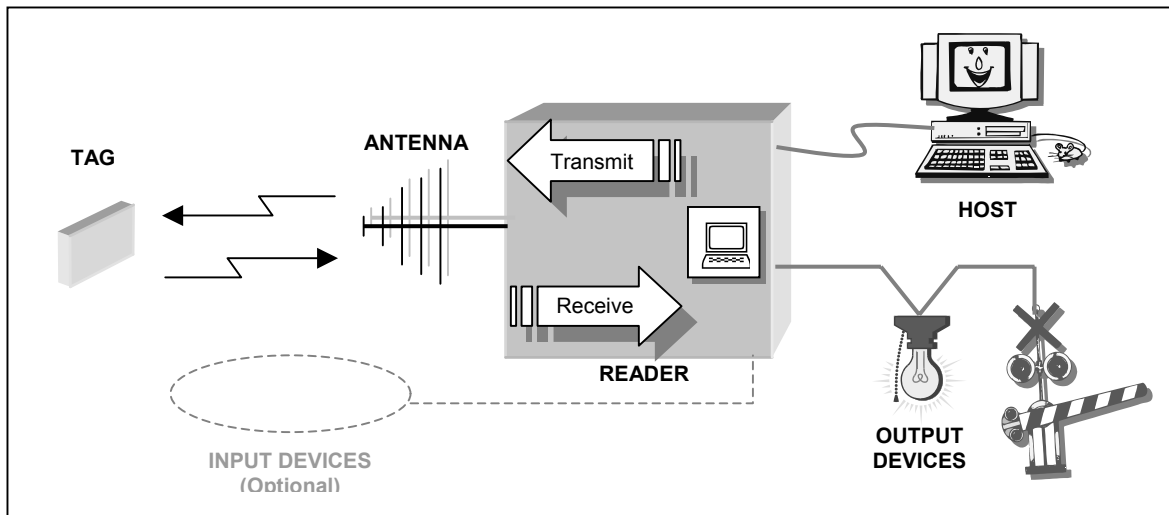 TAG
ANTENNA
Transmit
HOST
Receive
READER
INPUT DEVICES
(Optional)
OUTPUT
DEVICES